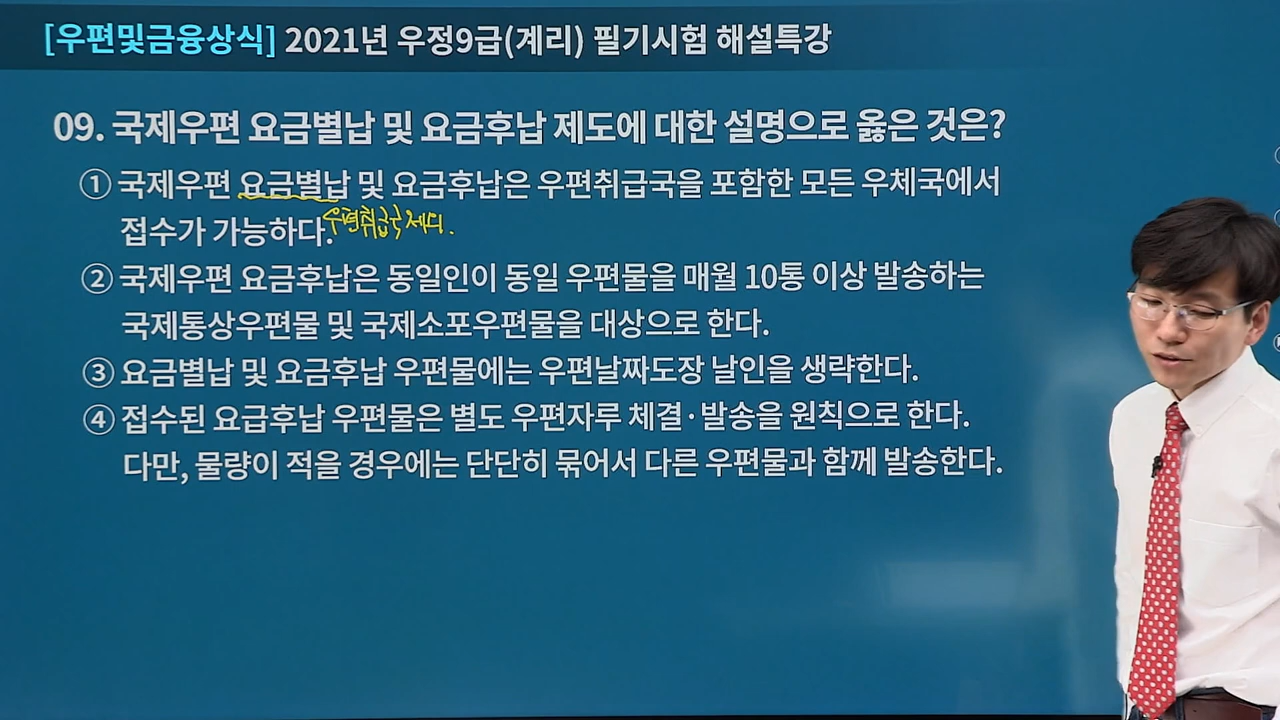 [우편및금융상식] 2021년 우정9급(계리) 필기시험 해설특강
09. 국제우편 요금별납 및 요금후납 제도에 대한 설명으로 옳은 것은?
① 국제우편 요금별납 및 요금후납은 우편취급국을 포함한 모든 우체국에서
접수가 가능하다.
우편취급국 제외.
② 국제우편 요금후납은 동일인이 동일 우편물을 매월 10통 이상 발송하는
국제통상우편물 및 국제소포우편물을 대상으로 한다.
③ 요금별납 및 요금후납 우편물에는 우편날짜도장 날인을 생략한다.
④ 접수된 요급후납 우편물은 별도 우편자루 체결·발송을 원칙으로 한다.
다만, 물량이 적을 경우에는 단단히 묶어서 다른 우편물과 함께 발송한다.